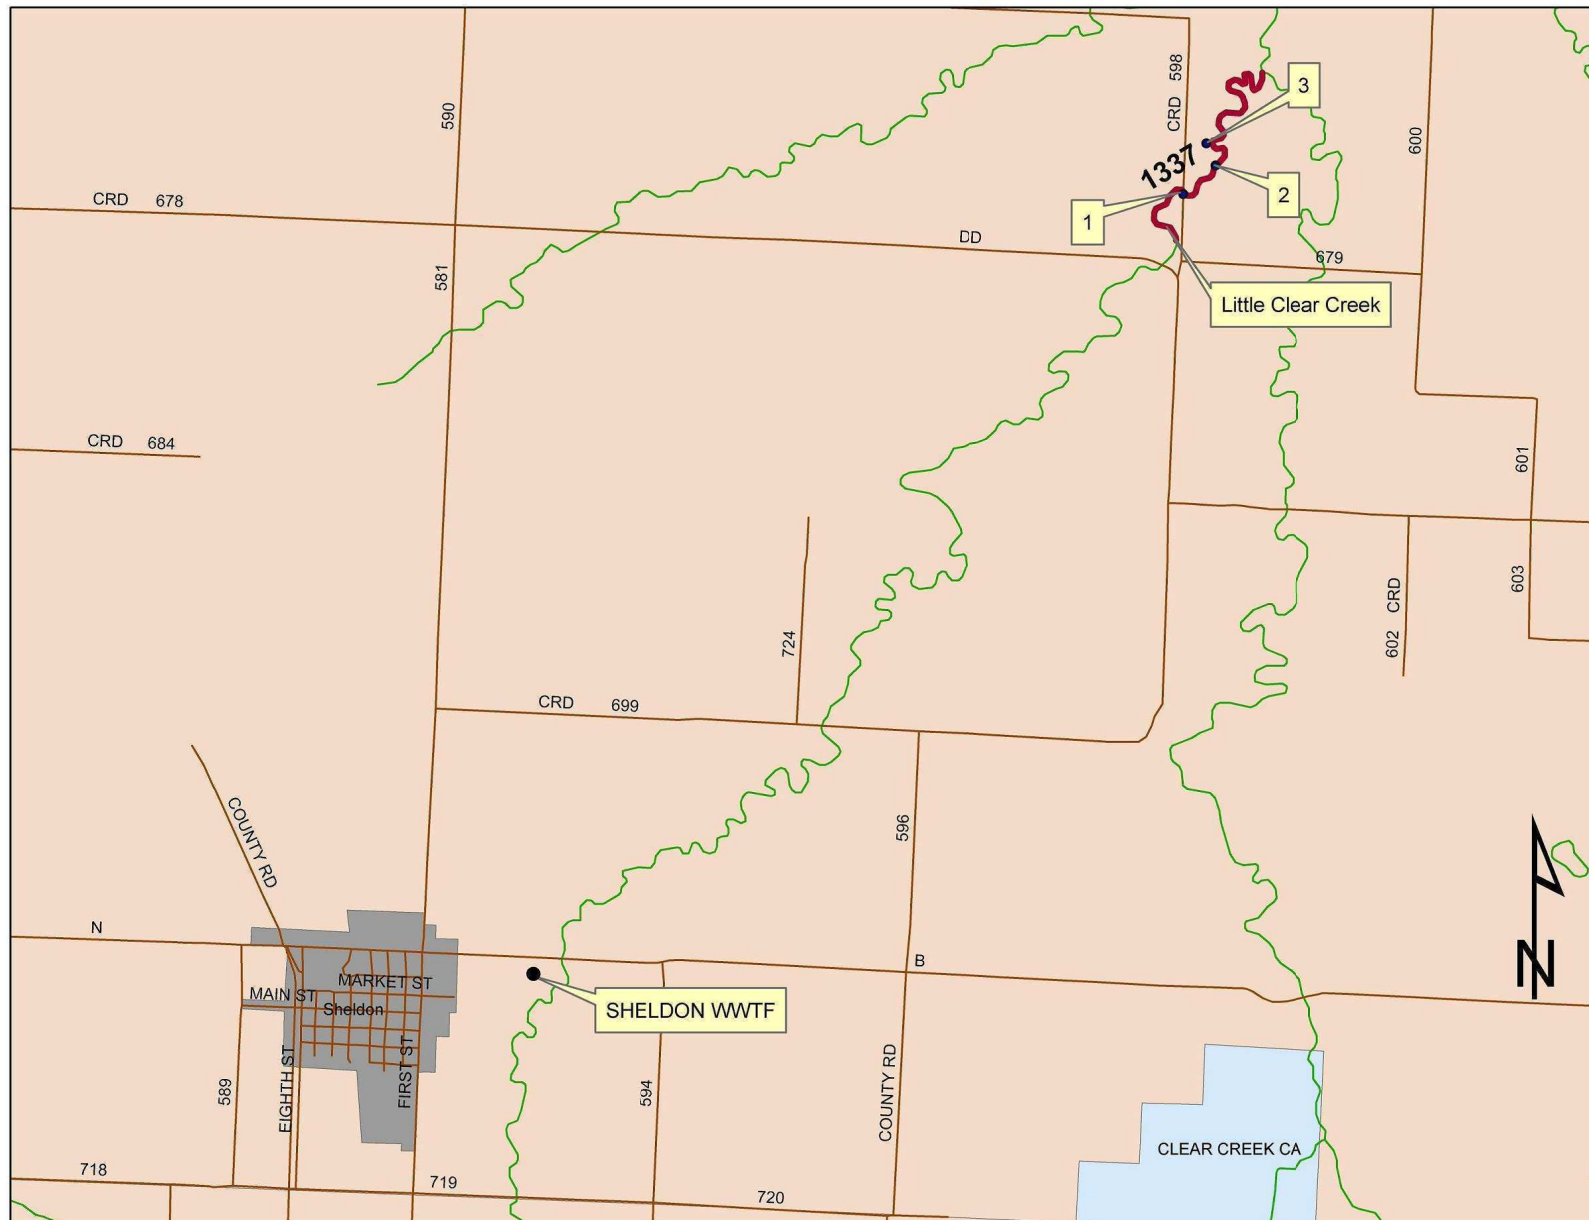 598
CRD
590
3
600
1337
2
1
CRD 678
DD
679
581
Little Clear Creek
CRD 684
601
603
CRD
602
724
CRD 699
596
COUNTY RD
N
B
MARKET ST
MAIN ST
Sheldon
SHELDON WWTF
N
FIRST ST
EIGHTH ST
589
594
COUNTY RD
CLEAR CREEK CA
718
719
720